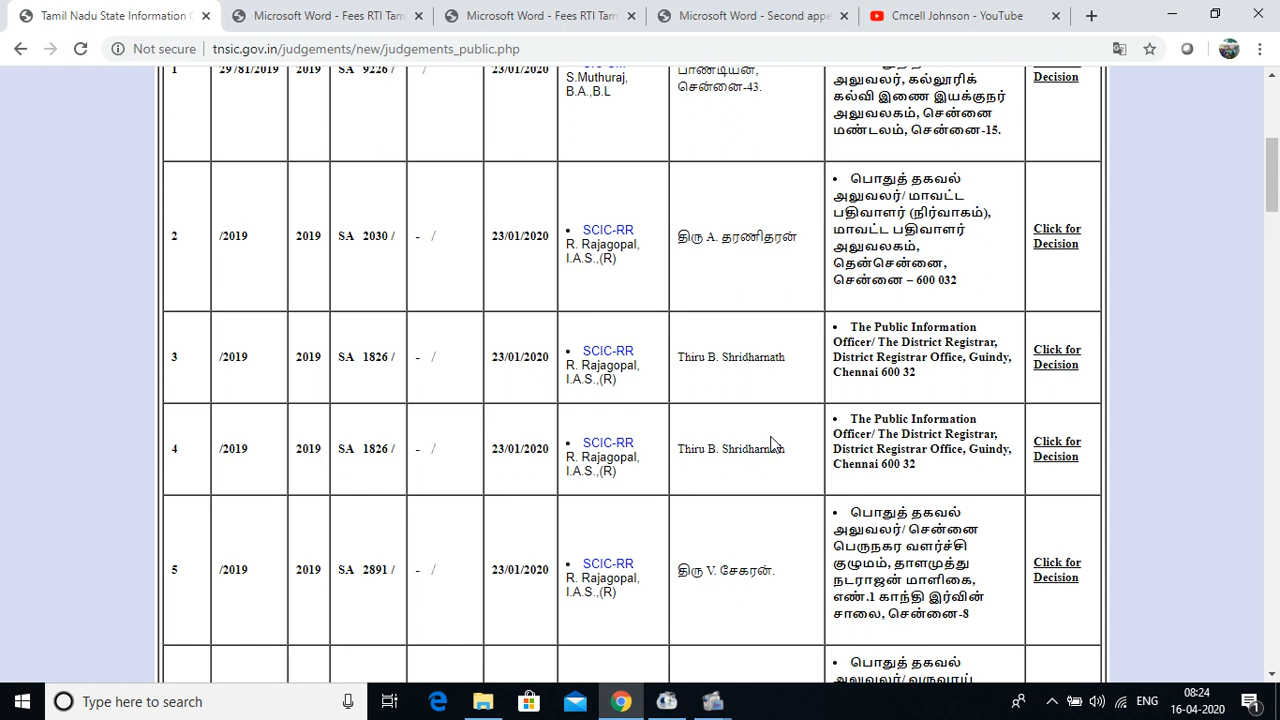 Tamil Nadu State Information C
Microsoft Word - Fees RTI Tam
Microsoft Word - Fees RTI Tam
Microsoft Word - Second appe
Cmcell Johnson - YouTube
Not secure
tnsic.gov.in/judgements/new/judgements_public.php
1
29 /81/2019
2019
SA 9226 /
/
23/01/2020
S.Muthuraj,
B.A.,B.L
பாண்டியன்,
சென்னை-43.
அலுவலர், கல்லூரிக்
கல்வி இணை இயக்குநர்
அலுவலகம், சென்னை
மண்டலம், சென்னை-15.
Decision
2
/2019
2019
SA 2030 /
- /
23/01/2020
SCIC-RR
R. Rajagopal,
I.A.S.,(R)
திரு A. தரணிதரன்
• பொதுத் தகவல்
அலுவலர்/ மாவட்ட
பதிவாளர் (நிர்வாகம்),
மாவட்ட பதிவாளர்
அலுவலகம்,
தென்சென்னை,
சென்னை – 600 032
Click for
Decision
3
/2019
2019
SA 1826 /
- /
23/01/2020
SCIC-RR
R. Rajagopal,
I.A.S.,(R)
Thiru B. Shridharnath
• The Public Information
Officer/ The District Registrar,
District Registrar Office, Guindy,
Chennai 600 32
Click for
Decision
4
/2019
2019
SA 1826 /
- /
23/01/2020
SCIC-RR
R. Rajagopal,
I.A.S.,(R)
Thiru B. Shridharnath
• The Public Information
Officer/ The District Registrar,
District Registrar Office, Guindy,
Chennai 600 32
Click for
Decision
5
/2019
2019
SA 2891 /
- /
23/01/2020
SCIC-RR
R. Rajagopal,
I.A.S.,(R)
திரு V. சேகரன்.
• பொதுத் தகவல்
அலுவலர்/ சென்னை
பெருநகர வளர்ச்சி
குழுமம், தாளமுத்து
நடராஜன் மாளிகை,
எண்.1 காந்தி இர்வின்
சாலை, சென்னை-8
Click for
Decision
• பொதுத் தகவல்
அலுவலர்/ வருவாய்
Type here to search
ENG
08:24
16-04-2020